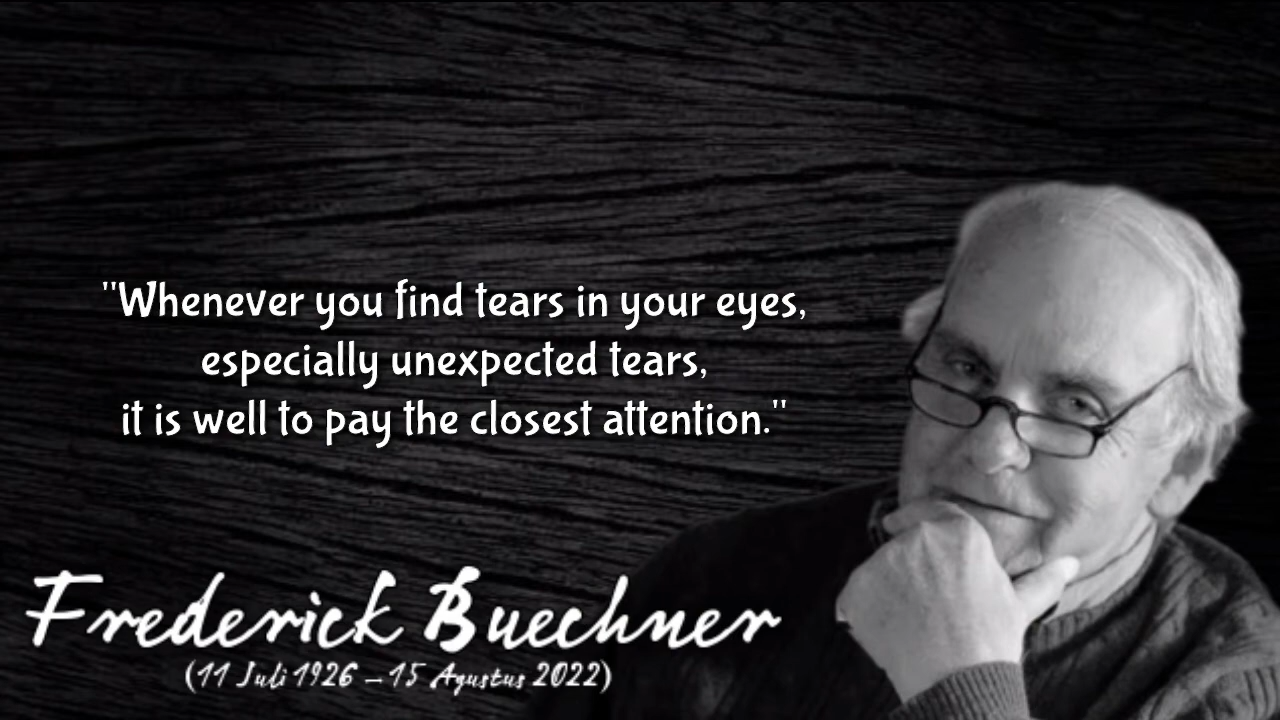 "Whenever you find tears in your eyes,
especially unexpected tears,
it is well to pay the closest attention."
Frederick Buechner
(11 Juli 1926 – 15 Agustus 2022)